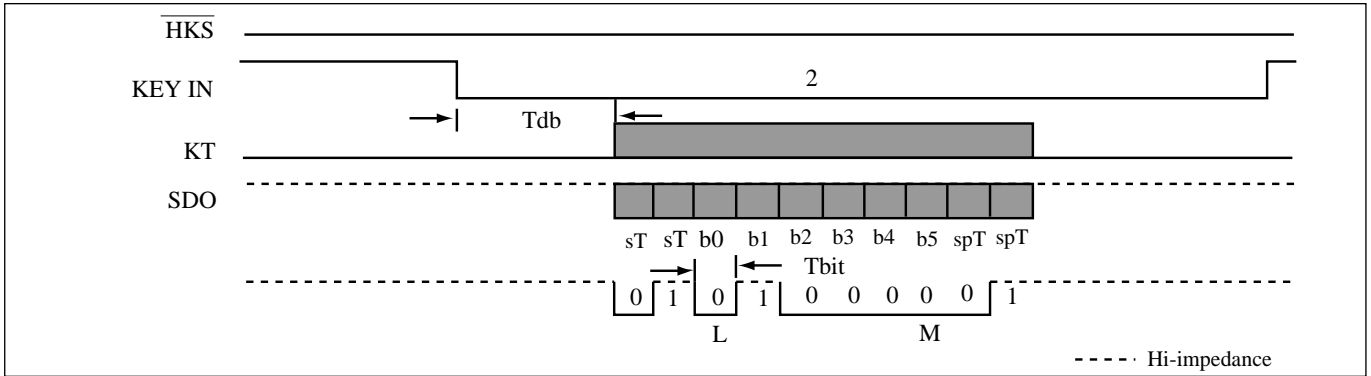 HKS
KEY IN 2
Tdb
KT
SDO
sT sT b0 b1 b2 b3 b4 b5 spT spT
Tbit
0 1 0 1 0 0 0 0 0 1
L M
Hi-impedance